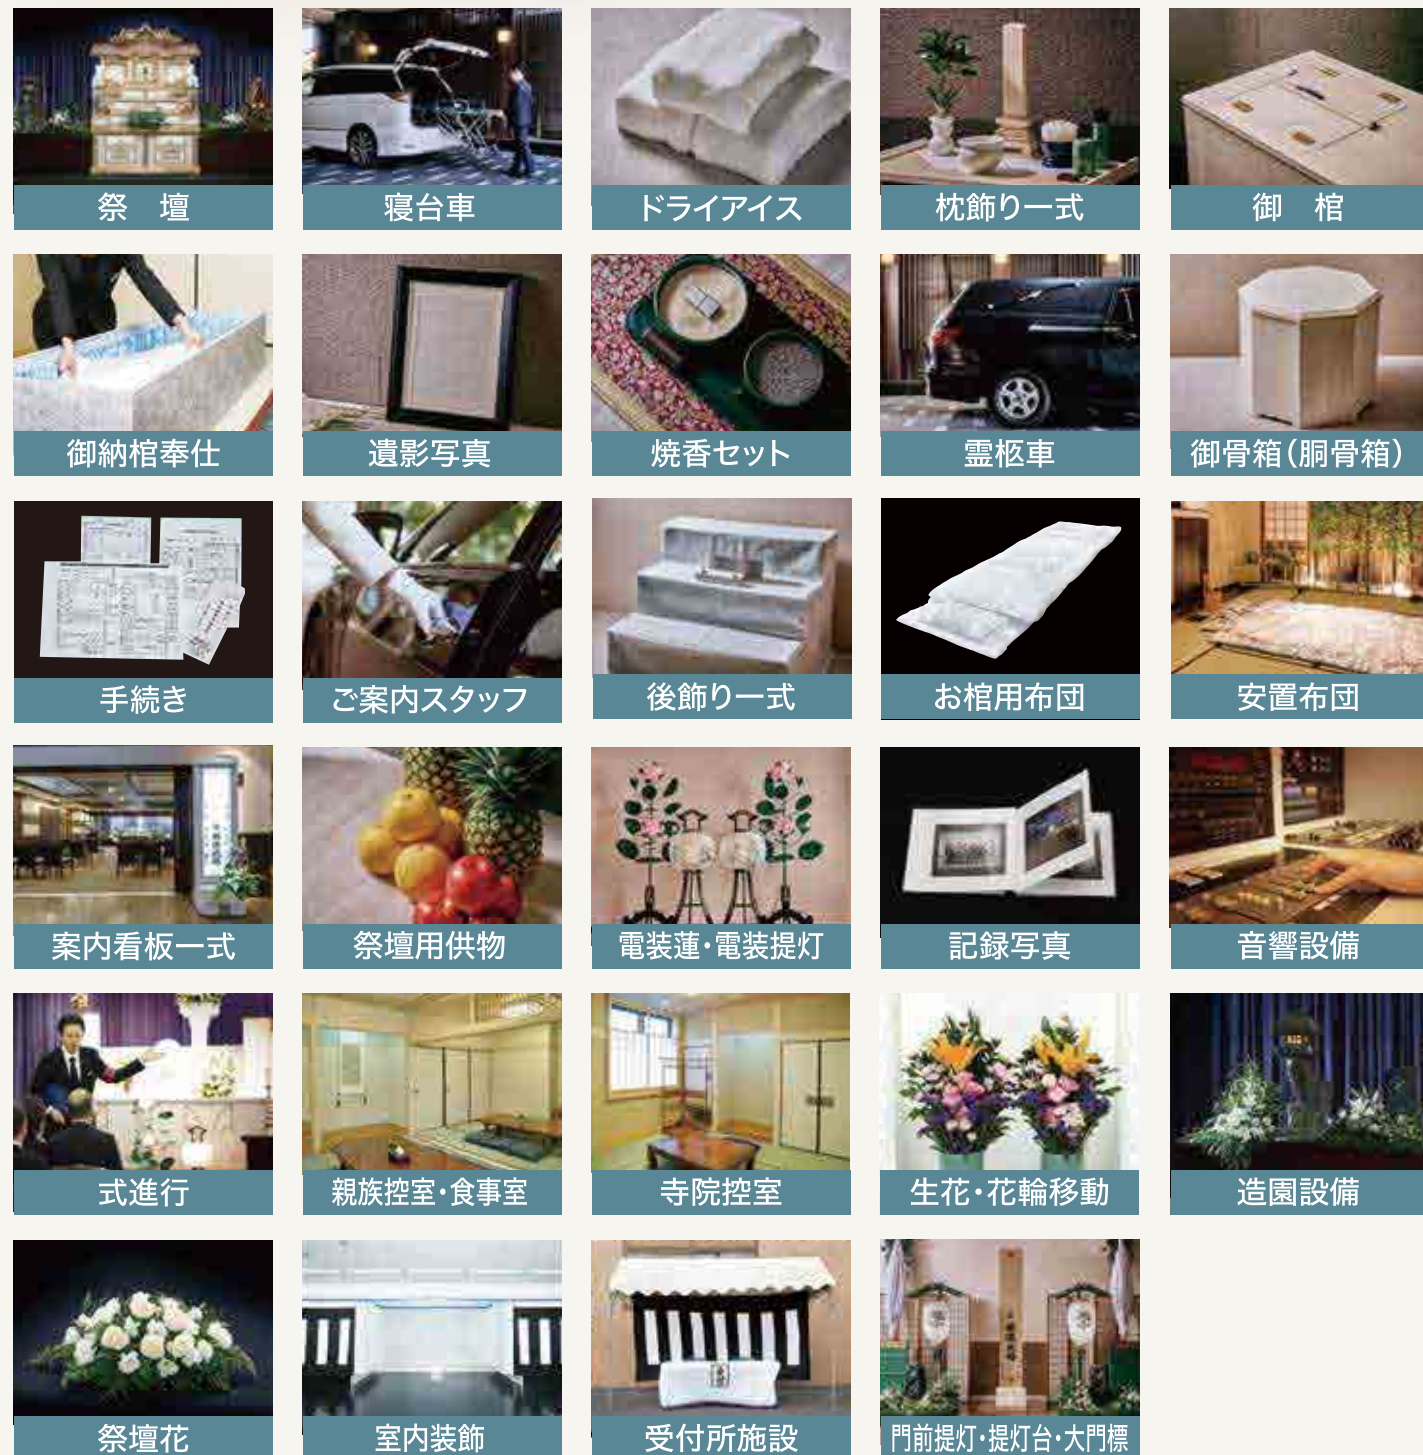 祭　壇
寝台車
ドライアイス
枕飾り一式
御　棺
御納棺奉仕
遺影写真
焼香セット
霊柩車
御骨箱(胴骨箱)
手続き
ご案内スタッフ
後飾り一式
お棺用布団
安置布団
案内看板一式
祭壇用供物
電装蓮・電装提灯
記録写真
音響設備
式進行
親族控室・食事室
寺院控室
生花・花輪移動
造園設備
祭壇花
室内装飾
受付所施設
門前提灯・提灯台・大門標